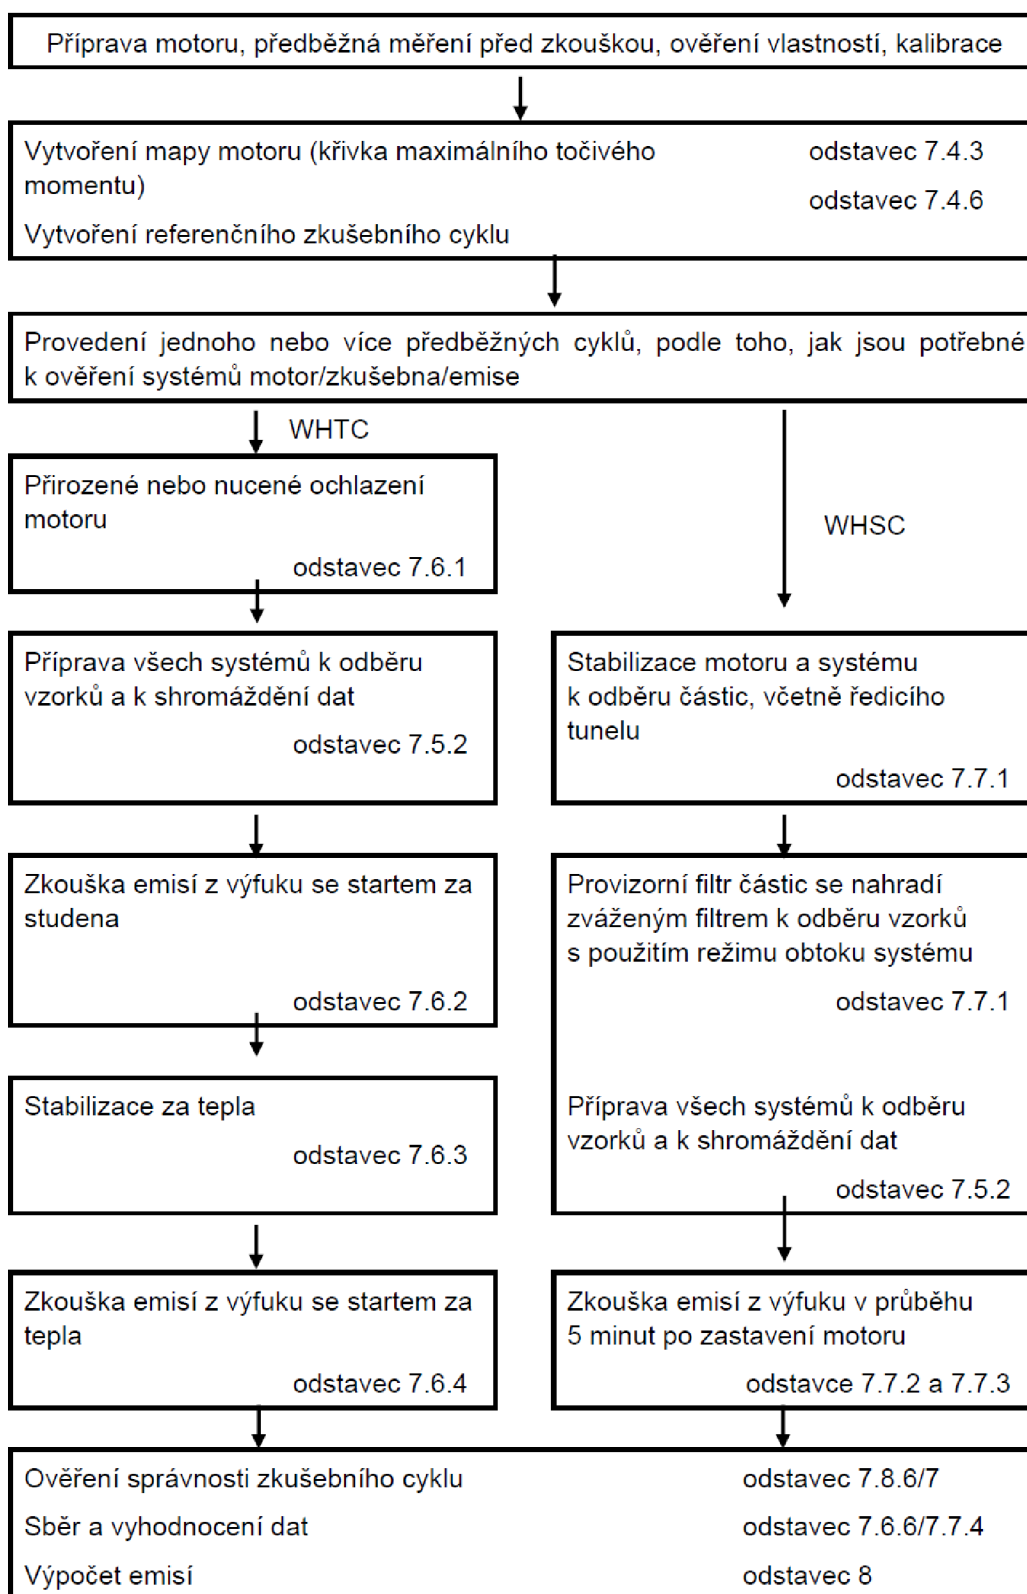 Příprava motoru, předběžná měření před zkouškou, ověření vlastností, kalibrace
Vytvoření mapy motoru (křivka maximálního točivého
momentu)
odstavec 7.4.3
odstavec 7.4.6
Vytvoření referenčního zkušebního cyklu
Provedení jednoho nebo více předběžných cyklů, podle toho, jak jsou potřebné
k ověření systémů motor/zkušebna/emise
WHTC
Přirozené nebo nucené ochlazení
motoru
odstavec 7.6.1
Příprava všech systémů k odběru
vzorků a k shromáždění dat
odstavec 7.5.2
Zkouška emisí z výfuku se startem za
studena
odstavec 7.6.2
Stabilizace za tepla
odstavec 7.6.3
Zkouška emisí z výfuku se startem za
tepla
odstavec 7.6.4
WHSC
Stabilizace motoru a systému
k odběru částic, včetně ředicího
tunelu
odstavec 7.7.1
Provizorní filtr částic se nahradí
zváženým filtrem k odběru vzorků
s použitím režimu obtoku systému
odstavec 7.7.1
Příprava všech systémů k odběru
vzorků a k shromáždění dat
odstavec 7.5.2
Zkouška emisí z výfuku v průběhu
5 minut po zastavení motoru
odstavce 7.7.2 a 7.7.3
Ověření správnosti zkušebního cyklu odstavec 7.8.6/7
Sběr a vyhodnocení dat odstavec 7.6.6/7.7.4
Výpočet emisí odstavec 8